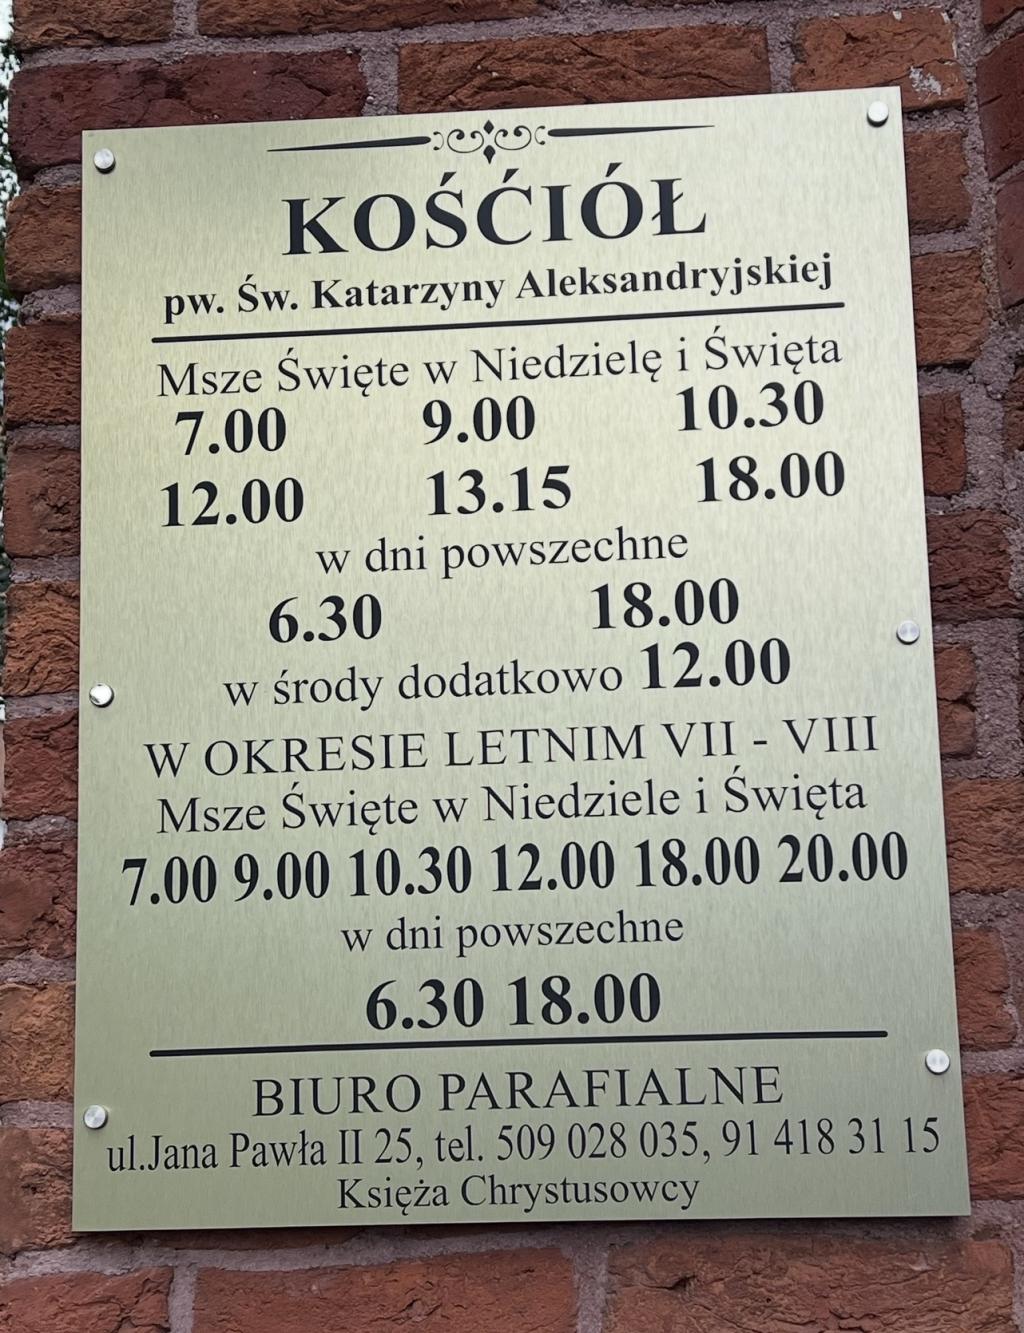 KOŚĆIÓŁ
pw. Św. Katarzyny Aleksandryjskiej
Msze Święte w Niedzielę i Święta
7.00 9.00 10.30
12.00 13.15 18.00
w dni powszechne
6.30 18.00
w środy dodatkowo 12.00
W OKRESIE LETNIM VII - VIII
Msze Święte w Niedziele i Święta
7.00 9.00 10.30 12.00 18.00 20.00
w dni powszechne
6.30 18.00
BIURO PARAFIALNE
ul.Jana Pawła II 25, tel. 509 028 035, 91 418 31 15
Księża Chrystusowcy